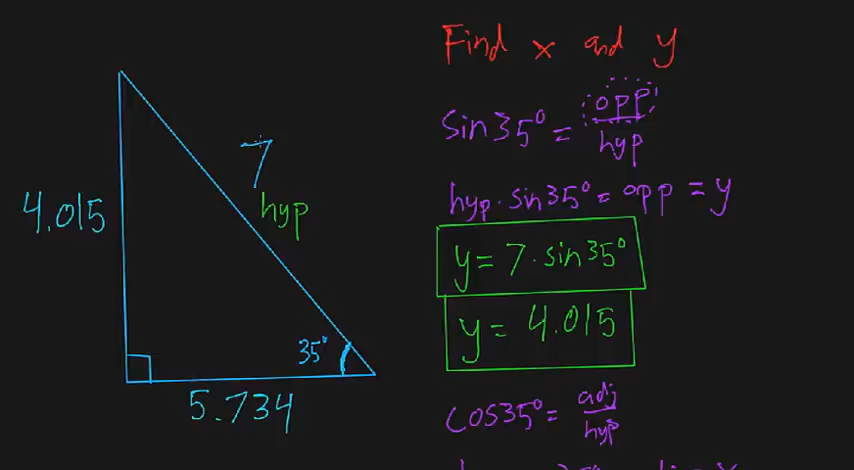 Find x and y
7
hyp
4.015
35°
5.734
sin35° = opp/hyp
hyp · sin35° = opp = y
y = 7 · sin35°
y = 4.015
cos35° = adj/hyp